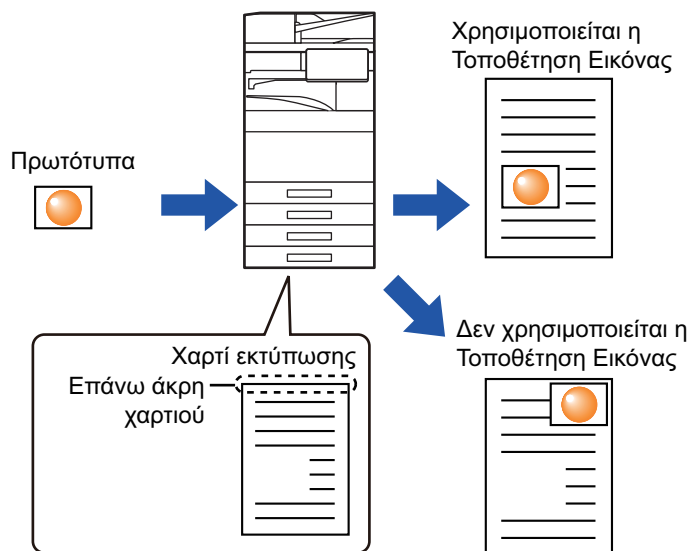 Χρησιμοποιείται η
Τοποθέτηση Εικόνας
Πρωτότυπα
Δεν χρησιμοποιείται η
Τοποθέτηση Εικόνας
Χαρτί εκτύπωσης
Επάνω άκρη
χαρτιού